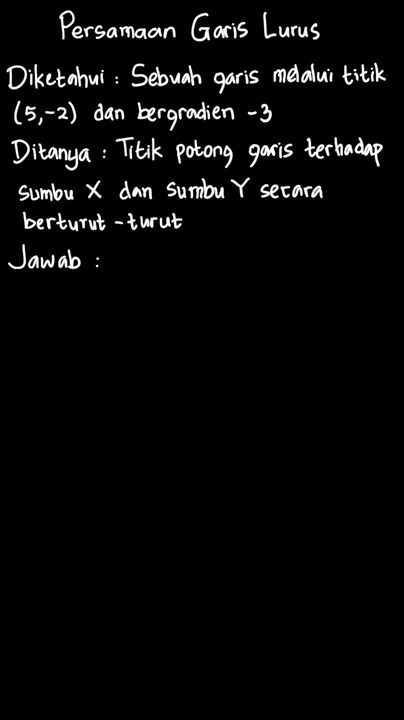 Persamaan Garis Lurus
Diketahui : Sebuah garis melalui titik
(5,-2) dan bergradien -3
Ditanya : Titik potong garis terhadap
sumbu X dan sumbu Y secara
berturut-turut
Jawab :